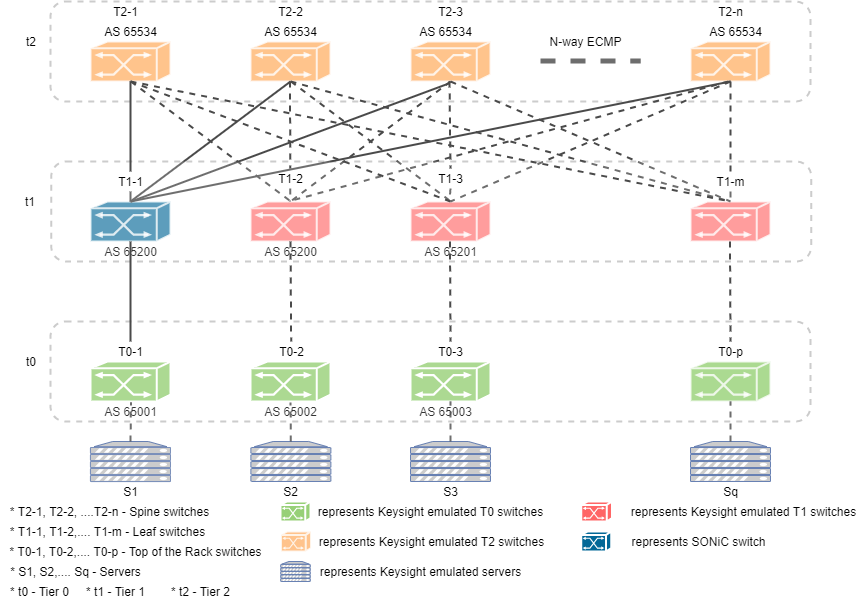 T2-1 T2-2 T2-3 T2-n
t2 AS 65534 AS 65534 AS 65534 N-way ECMP AS 65534
T1-1 T1-2 T1-3 T1-m
t1
AS 65200 AS 65200 AS 65201
T0-1 T0-2 T0-3 T0-p
t0
AS 65001 AS 65002 AS 65003
S1 S2 S3 Sq
* T2-1, T2-2, ....T2-n - Spine switches
* T1-1, T1-2,.... T1-m - Leaf switches
* T0-1, T0-2,.... T0-p - Top of the Rack switches
* S1, S2,.... Sq - Servers
* t0 - Tier 0 * t1 - Tier 1 * t2 - Tier 2
represents Keysight emulated T0 switches
represents Keysight emulated T2 switches
represents Keysight emulated servers
represents Keysight emulated T1 switches
represents SONiC switch